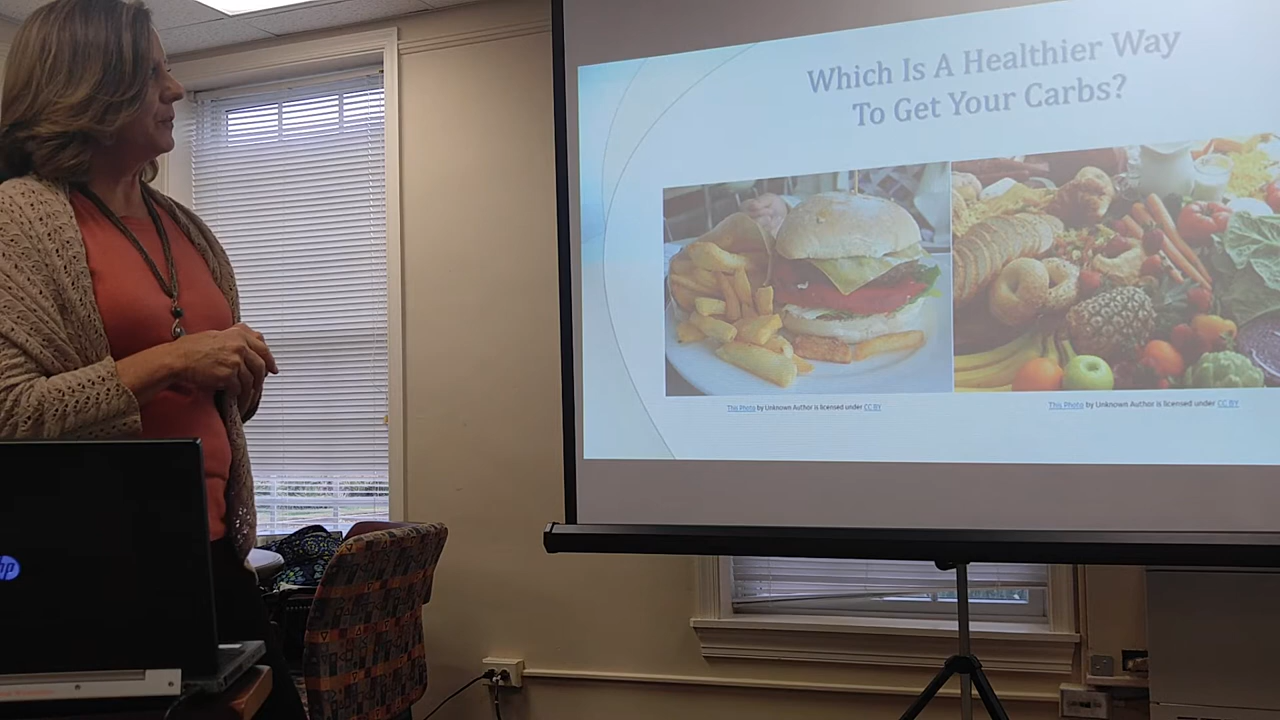 Which Is A Healthier Way
To Get Your Carbs?
This Photo by Unknown Author is licensed under CC BY
This Photo by Unknown Author is licensed under CC BY
hp